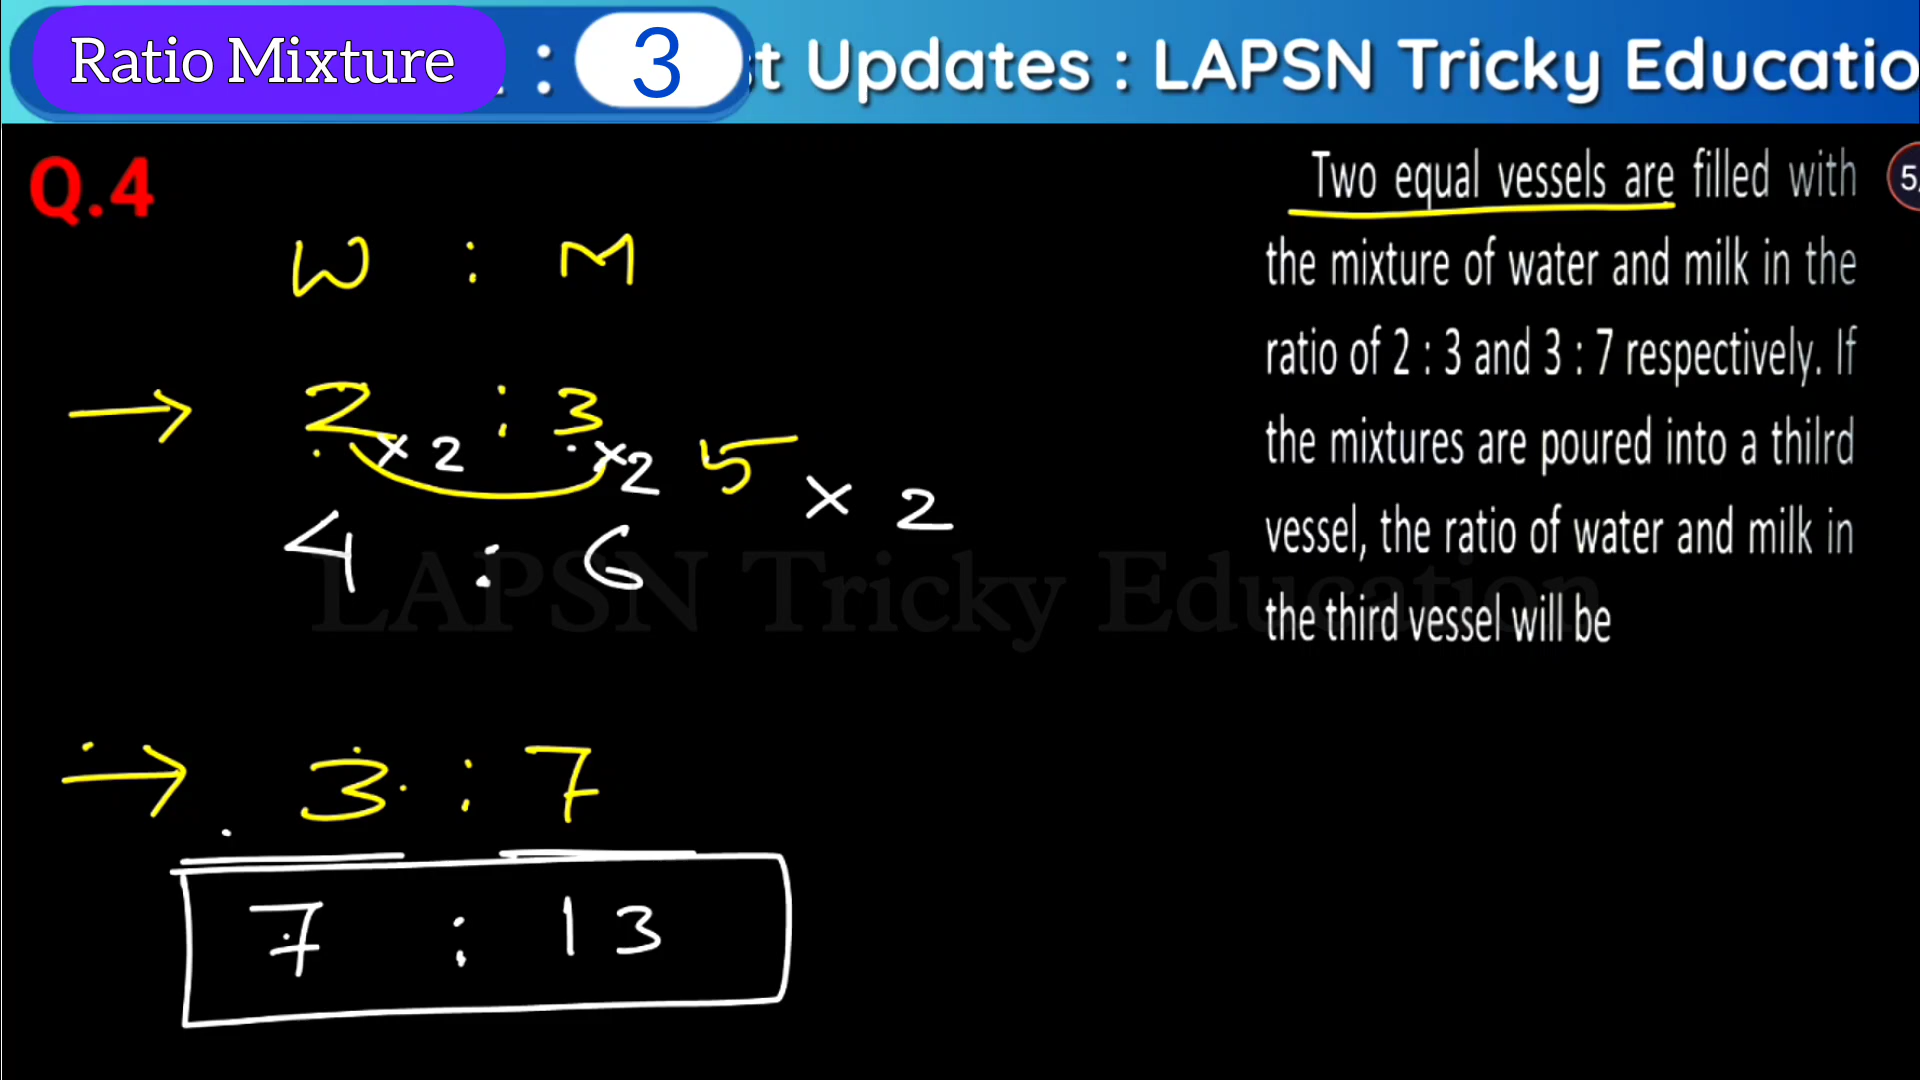 Ratio Mixture : 3 st Updates : LAPSN Tricky Educatio
Q.4
W : M
2 : 3
× 2 ×2 5 × 2
4 : 6
3 : 7
7 : 13
Two equal vessels are filled with
the mixture of water and milk in the
ratio of 2 : 3 and 3 : 7 respectively. If
the mixtures are poured into a thilrd
vessel, the ratio of water and milk in
the third vessel will be
LAPSN Tricky Education